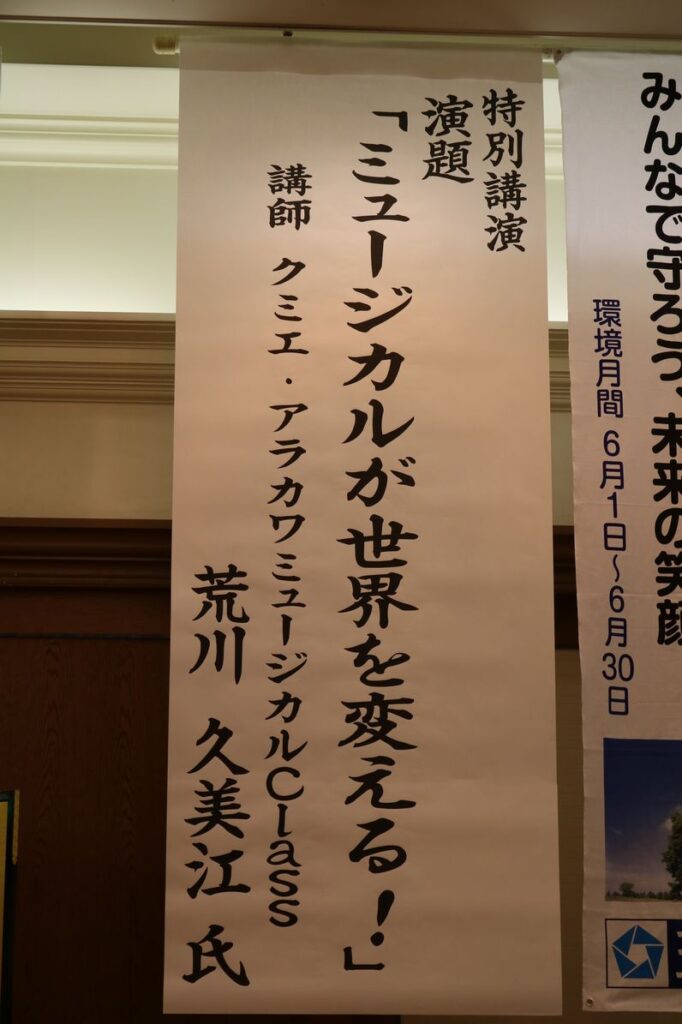 特別講演
演題
「ミュージカルが世界を変える！」
講師 クミエ・アラカワミュージカルClass
荒川 久美江 氏
みんなで守ろう、未来の笑顔
環境月間 6月1日～6月30日